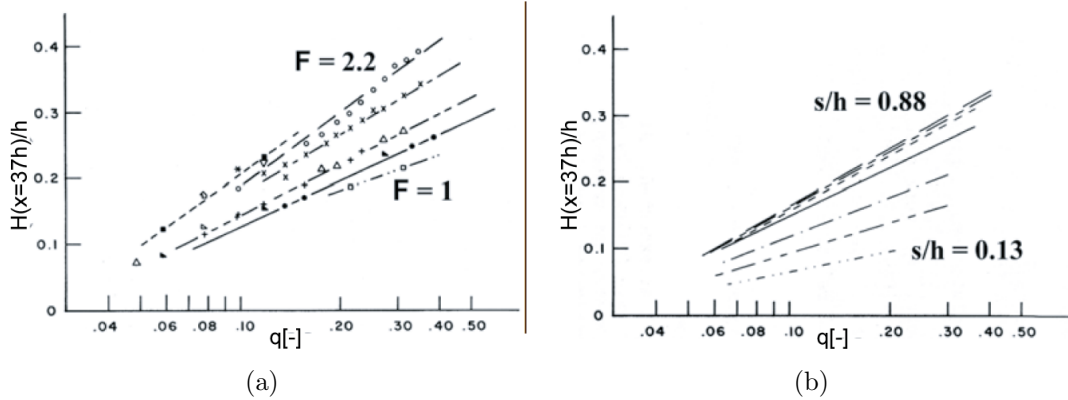 0.4
0.3
0.2
0.1
0
H(x=37h)/h
F = 2.2
F = 1
.04
.06
.08
.10
.20
.30
.40
.50
q[-]
(a)
0.4
0.3
0.2
0.1
0
H(x=37h)/h
s/h = 0.88
s/h = 0.13
.04
.06
.08
.10
.20
.30
.40
.50
q[-]
(b)